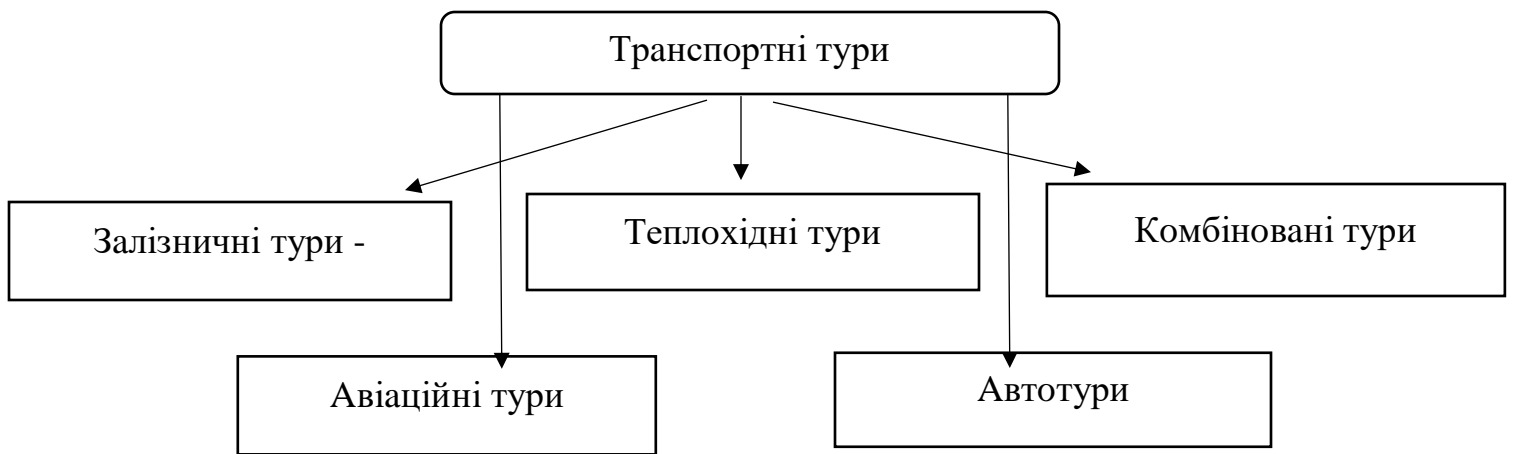 Транспортні тури
Залізничні тури -
Теплохідні тури
Комбіновані тури
Авіаційні тури
Автотури